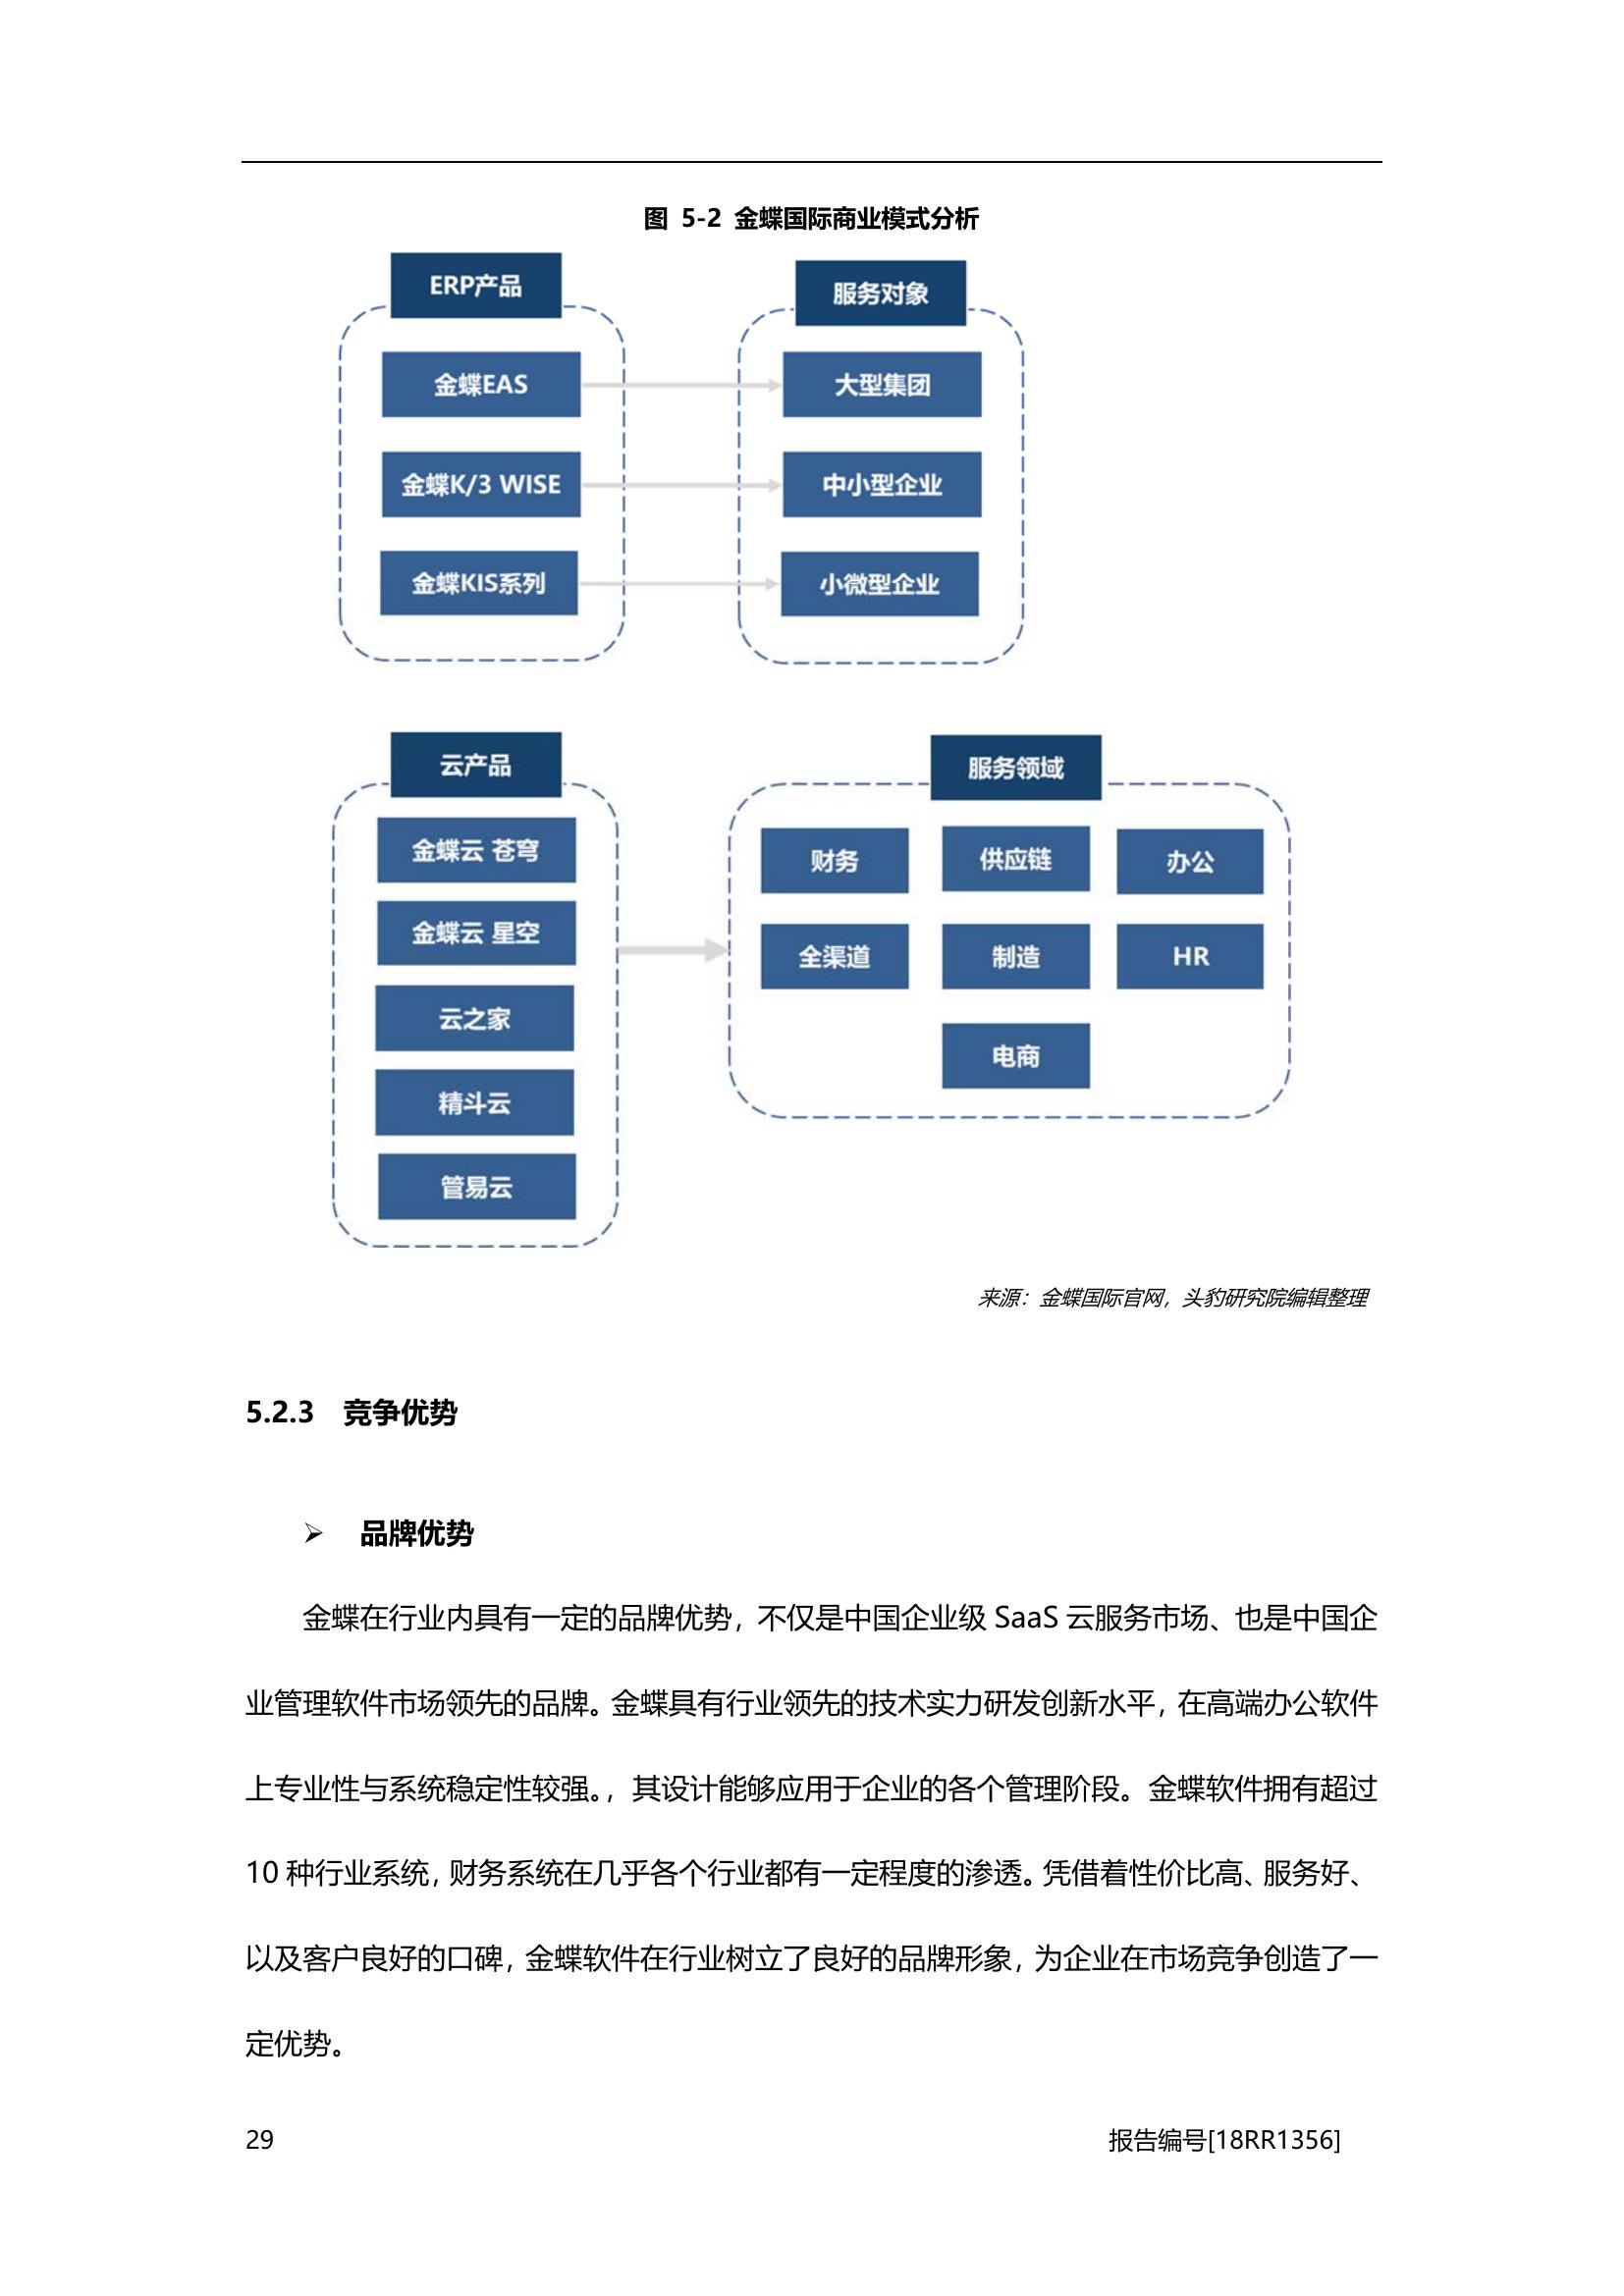 图 5-2 金蝶国际商业模式分析
ERP产品
服务对象
金蝶EAS
大型集团
金蝶K/3 WISE
中小型企业
金蝶KIS系列
小微型企业
云产品
服务领域
金蝶云 苍穹
金蝶云 星空
云之家
精斗云
管易云
财务
供应链
办公
全渠道
制造
HR
电商
来源：金蝶国际官网，头豹研究院编辑整理
5.2.3 竞争优势
➢ 品牌优势
金蝶在行业内具有一定的品牌优势，不仅是中国企业级 SaaS 云服务市场、也是中国企
业管理软件市场领先的品牌。金蝶具有行业领先的技术实力研发创新水平，在高端办公软件
上专业性与系统稳定性较强。，其设计能够应用于企业的各个管理阶段。金蝶软件拥有超过
10 种行业系统，财务系统在几乎各个行业都有一定程度的渗透。凭借着性价比高、服务好、
以及客户良好的口碑，金蝶软件在行业树立了良好的品牌形象，为企业在市场竞争创造了一
定优势。
29
报告编号[18RR1356]